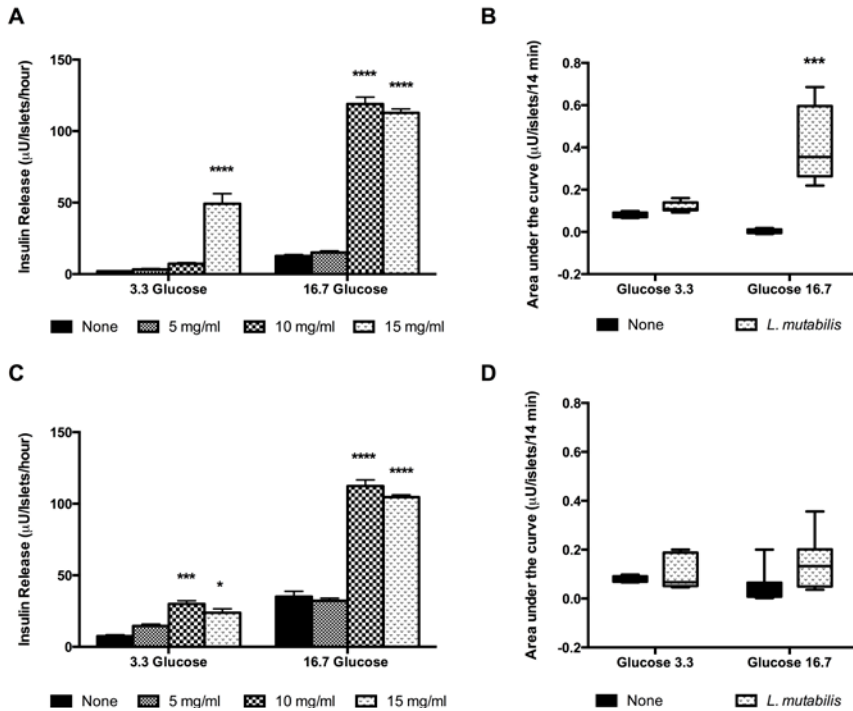 A
Insulin Release (µU/Islets/hour)
150
100
50
0
****
****
****
3.3 Glucose
16.7 Glucose
None
5 mg/ml
10 mg/ml
15 mg/ml
B
Area under the curve (µU/islets/14 min)
0.8
0.6
0.4
0.2
0.0
-0.2
***
Glucose 3.3
Glucose 16.7
None
L. mutabilis
C
Insulin Release (µU/Islets/hour)
150
100
50
0
***
*
****
****
3.3 Glucose
16.7 Glucose
None
5 mg/ml
10 mg/ml
15 mg/ml
D
Area under the curve (µU/islets/14 min)
0.8
0.6
0.4
0.2
0.0
-0.2
Glucose 3.3
Glucose 16.7
None
L. mutabilis